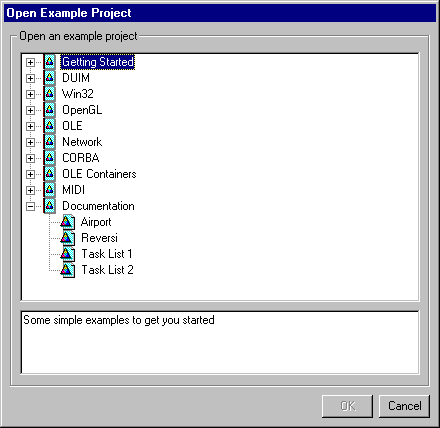 Open Example Project
Open an example project
Getting Started
DUIM
Win32
OpenGL
OLE
Network
CORBA
OLE Containers
MIDI
Documentation
Airport
Reversi
Task List 1
Task List 2
Some simple examples to get you started
OK
Cancel